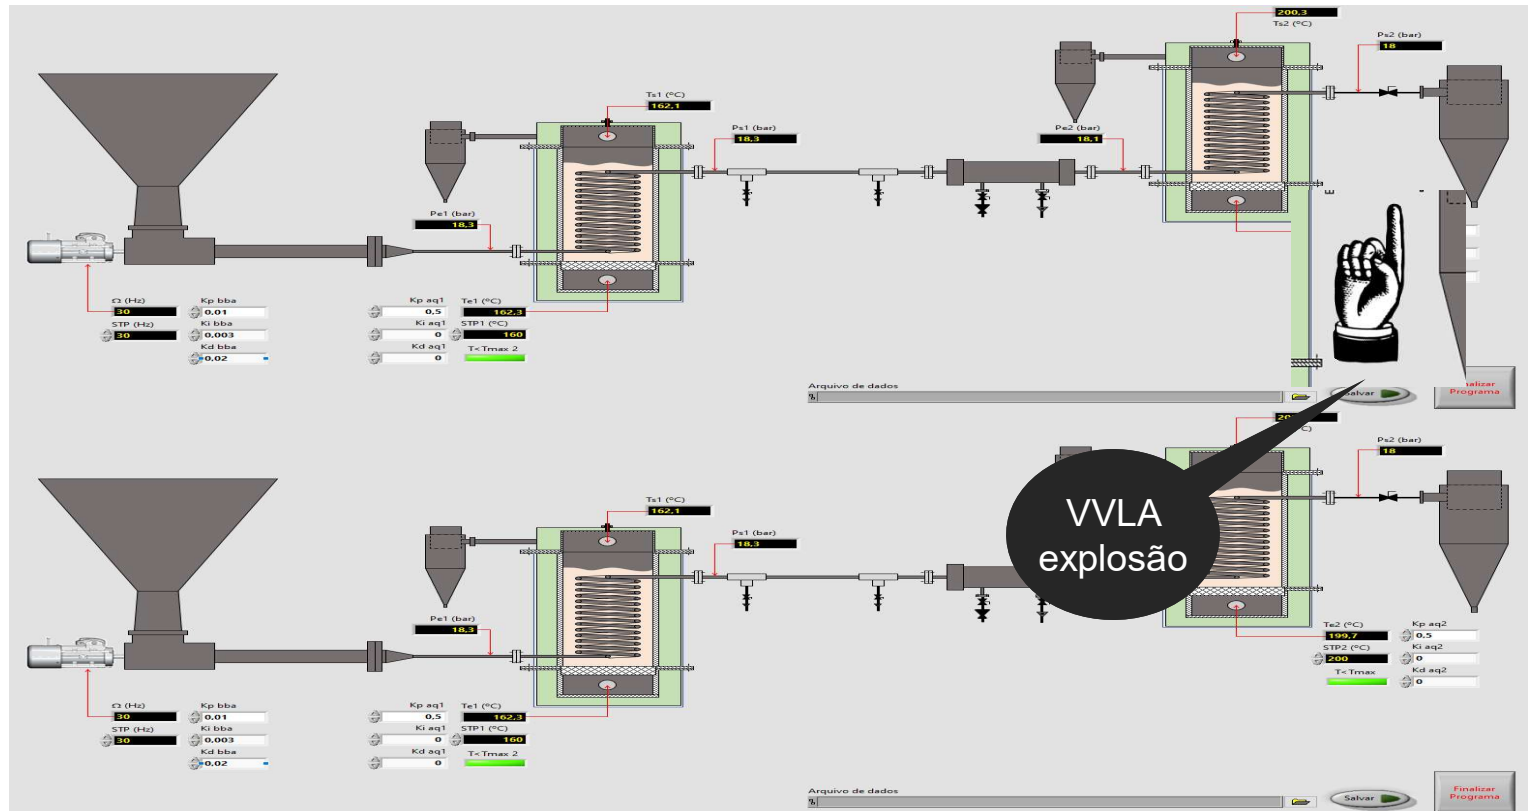 200,3
Ts2 (ºC)
Ps2 (bar)
18
Ts1 (ºC)
162,1
Ps1 (bar)
18,3
Pe2 (bar)
18,1
Pe1 (bar)
18,3
Ω (Hz)
30
STP (Hz)
30
Kp bba
0,01
Ki bba
0,003
Kd bba
0,02
Kp aq1
0,5
Ki aq1
0
Kd aq1
0
Te1 (ºC)
162,3
STP1 (ºC)
160
T<Tmax 2
Arquivo de dados
Salvar
Programa
VVLA
explosão
Ps2 (bar)
18
Ts1 (ºC)
162,1
Ps1 (bar)
18,3
Pe1 (bar)
18,3
Ω (Hz)
30
STP (Hz)
30
Kp bba
0,01
Ki bba
0,003
Kd bba
0,02
Kp aq1
0,5
Ki aq1
0
Kd aq1
0
Te1 (ºC)
162,3
STP1 (ºC)
160
T<Tmax 2
Te2 (ºC)
199,7
STP2 (ºC)
200
T<Tmax
Kp aq2
0,5
Ki aq2
0
Kd aq2
0
Arquivo de dados
Salvar
Finalizar
Programa